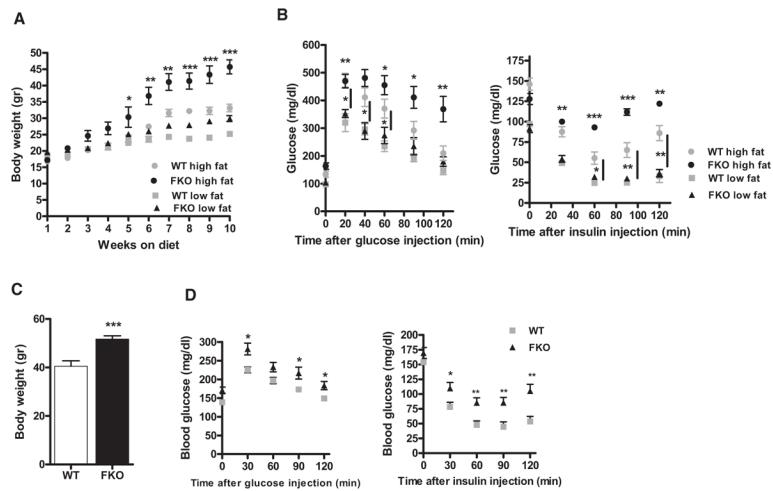 A
Body weight (gr)
50
45
40
35
30
25
20
15
10
5
0
* ** ** *** *** ***
WT high fat
FKO high fat
WT low fat
FKO low fat
1 2 3 4 5 6 7 8 9 10
Weeks on diet
B
Glucose (mg/dl)
700
600
500
400
300
200
100
0
** * * **
* * *
0 20 40 60 80 100 120
Time after glucose injection (min)
Glucose (mg/dl)
175
150
125
100
75
50
25
0
** *** *** **
* ** **
0 20 40 60 80 100 120
Time after insulin injection (min)
WT high fat
FKO high fat
WT low fat
FKO low fat
C
Body weight (gr)
60
40
20
0
***
WT FKO
D
Blood glucose (mg/dl)
300
250
200
150
100
50
0
* * *
0 30 60 90 120
Time after glucose injection (min)
Blood glucose (mg/dl)
200
175
150
125
100
75
50
25
0
* ** ** **
0 30 60 90 120
Time after insulin injection (min)
WT
FKO